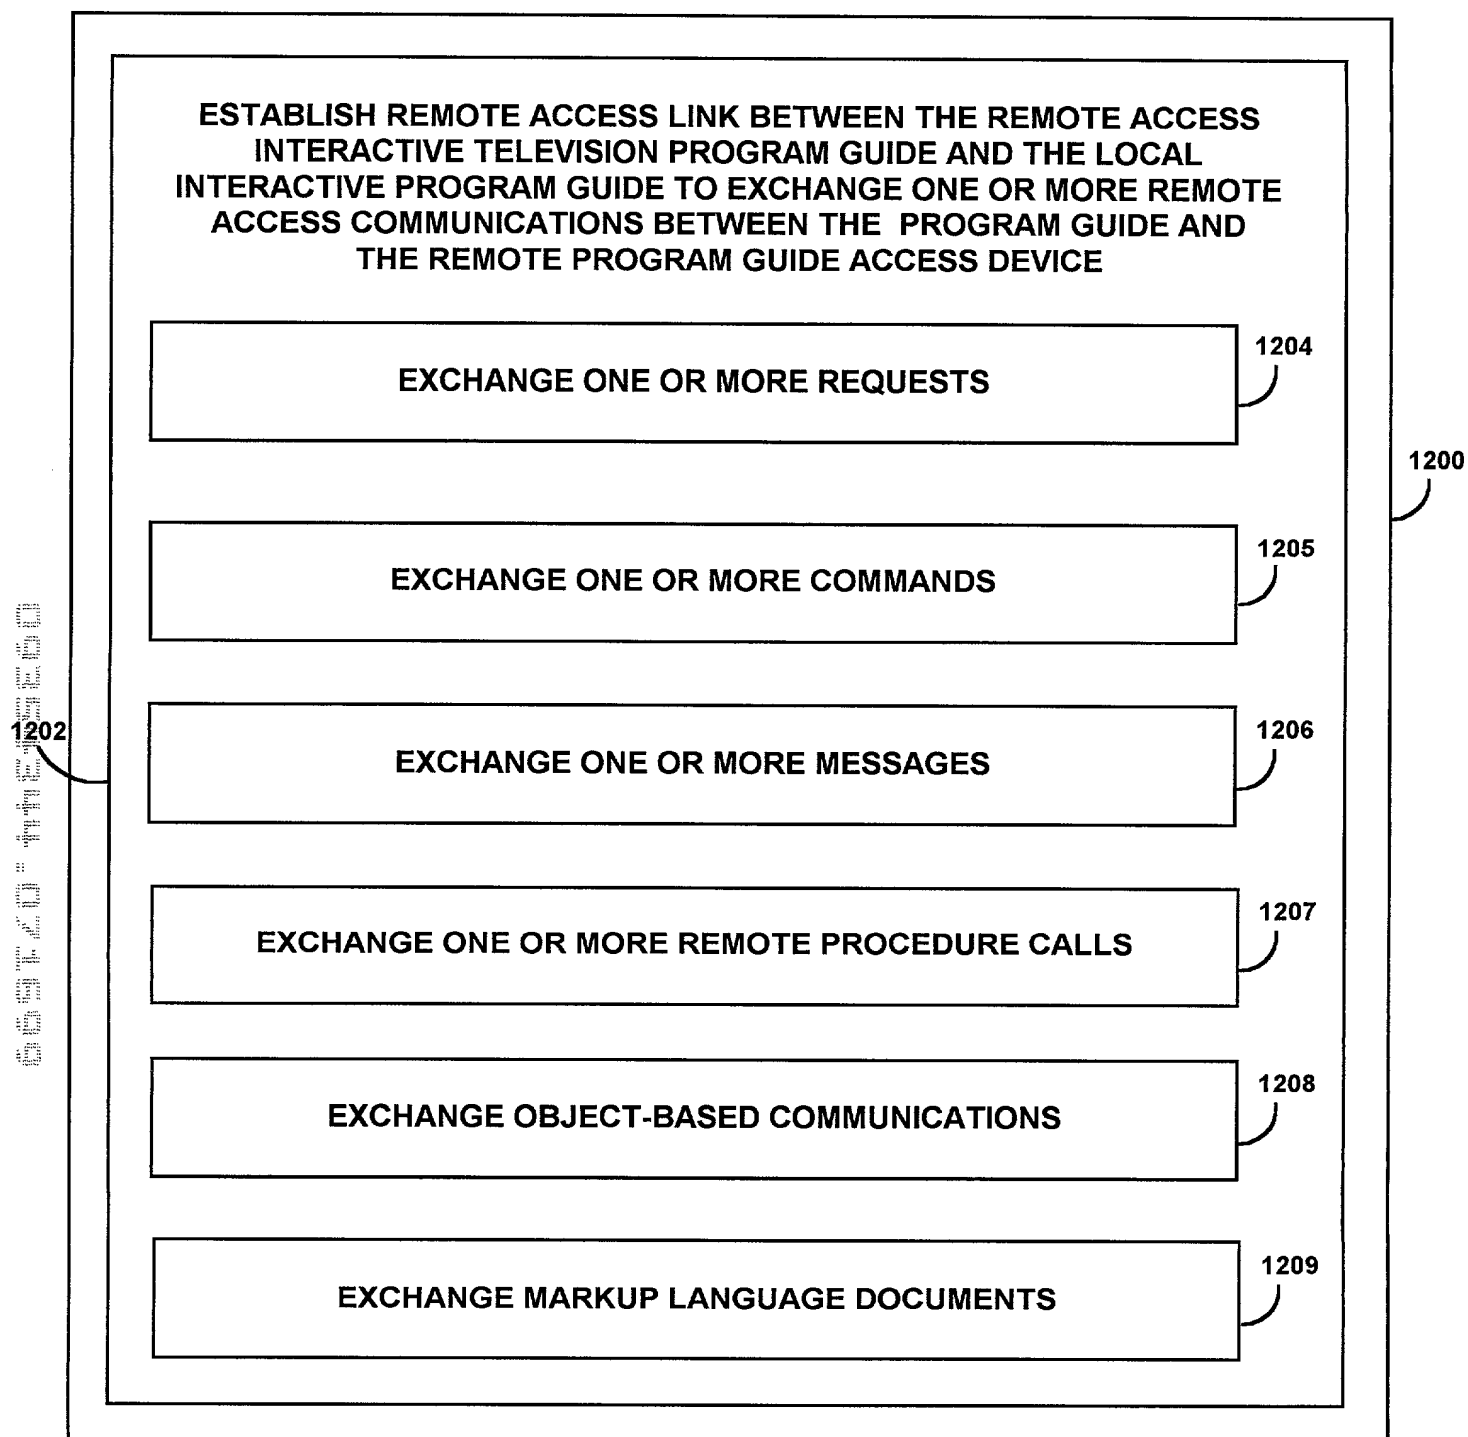 ESTABLISH REMOTE ACCESS LINK BETWEEN THE REMOTE ACCESS
INTERACTIVE TELEVISION PROGRAM GUIDE AND THE LOCAL
INTERACTIVE PROGRAM GUIDE TO EXCHANGE ONE OR MORE REMOTE
ACCESS COMMUNICATIONS BETWEEN THE PROGRAM GUIDE AND
THE REMOTE PROGRAM GUIDE ACCESS DEVICE
1204
EXCHANGE ONE OR MORE REQUESTS
1200
1205
EXCHANGE ONE OR MORE COMMANDS
1202
1206
EXCHANGE ONE OR MORE MESSAGES
1207
EXCHANGE ONE OR MORE REMOTE PROCEDURE CALLS
1208
EXCHANGE OBJECT-BASED COMMUNICATIONS
1209
EXCHANGE MARKUP LANGUAGE DOCUMENTS